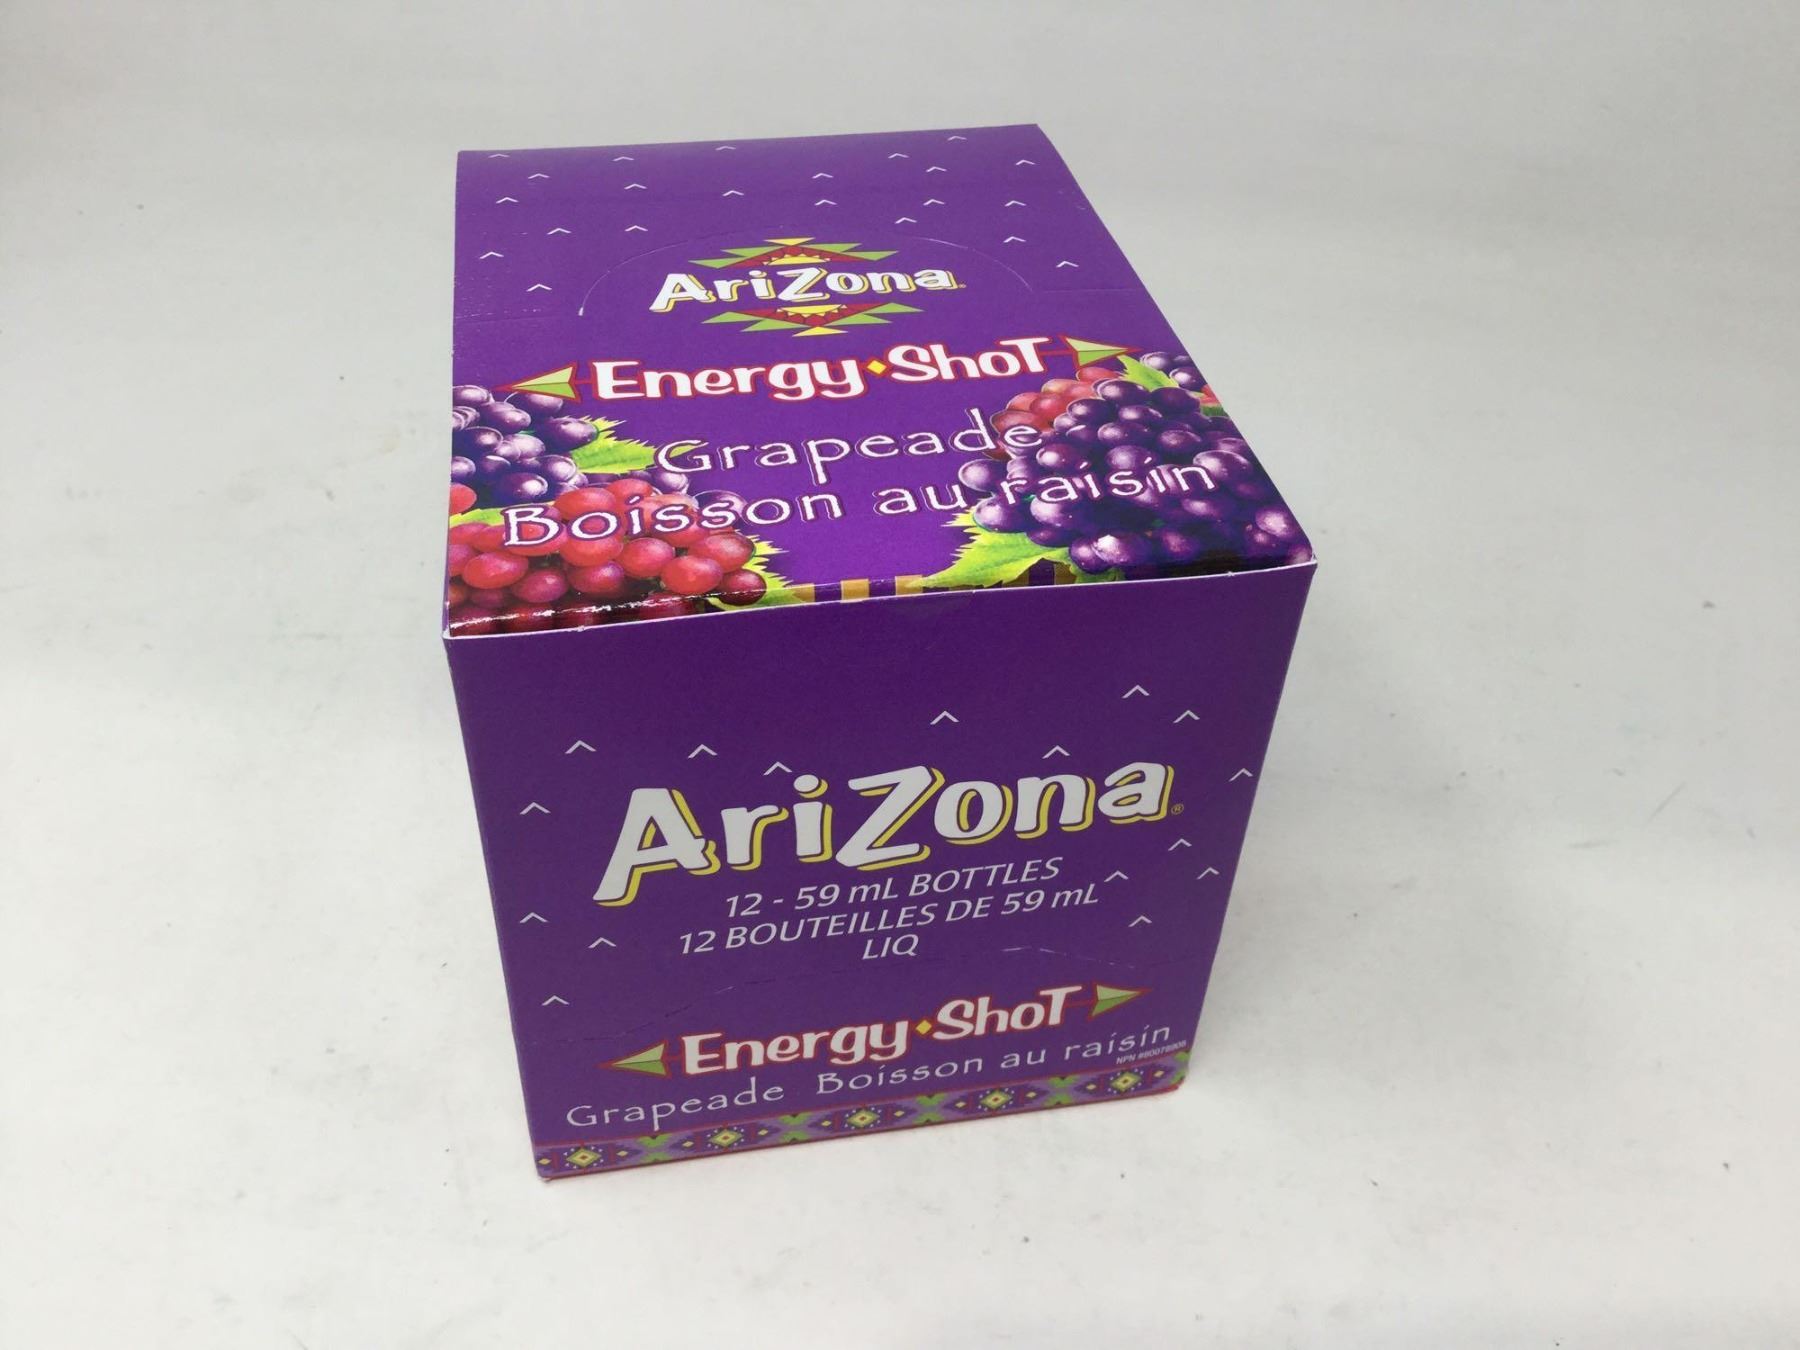 AriZona
Energy ShoT
Grapeade
Boisson au raisin
AriZona®
12 - 59 mL BOTTLES
12 BOUTEILLES DE 59 mL
LIQ
Energy ShoT
Grapeade Boisson au raisin
NPN